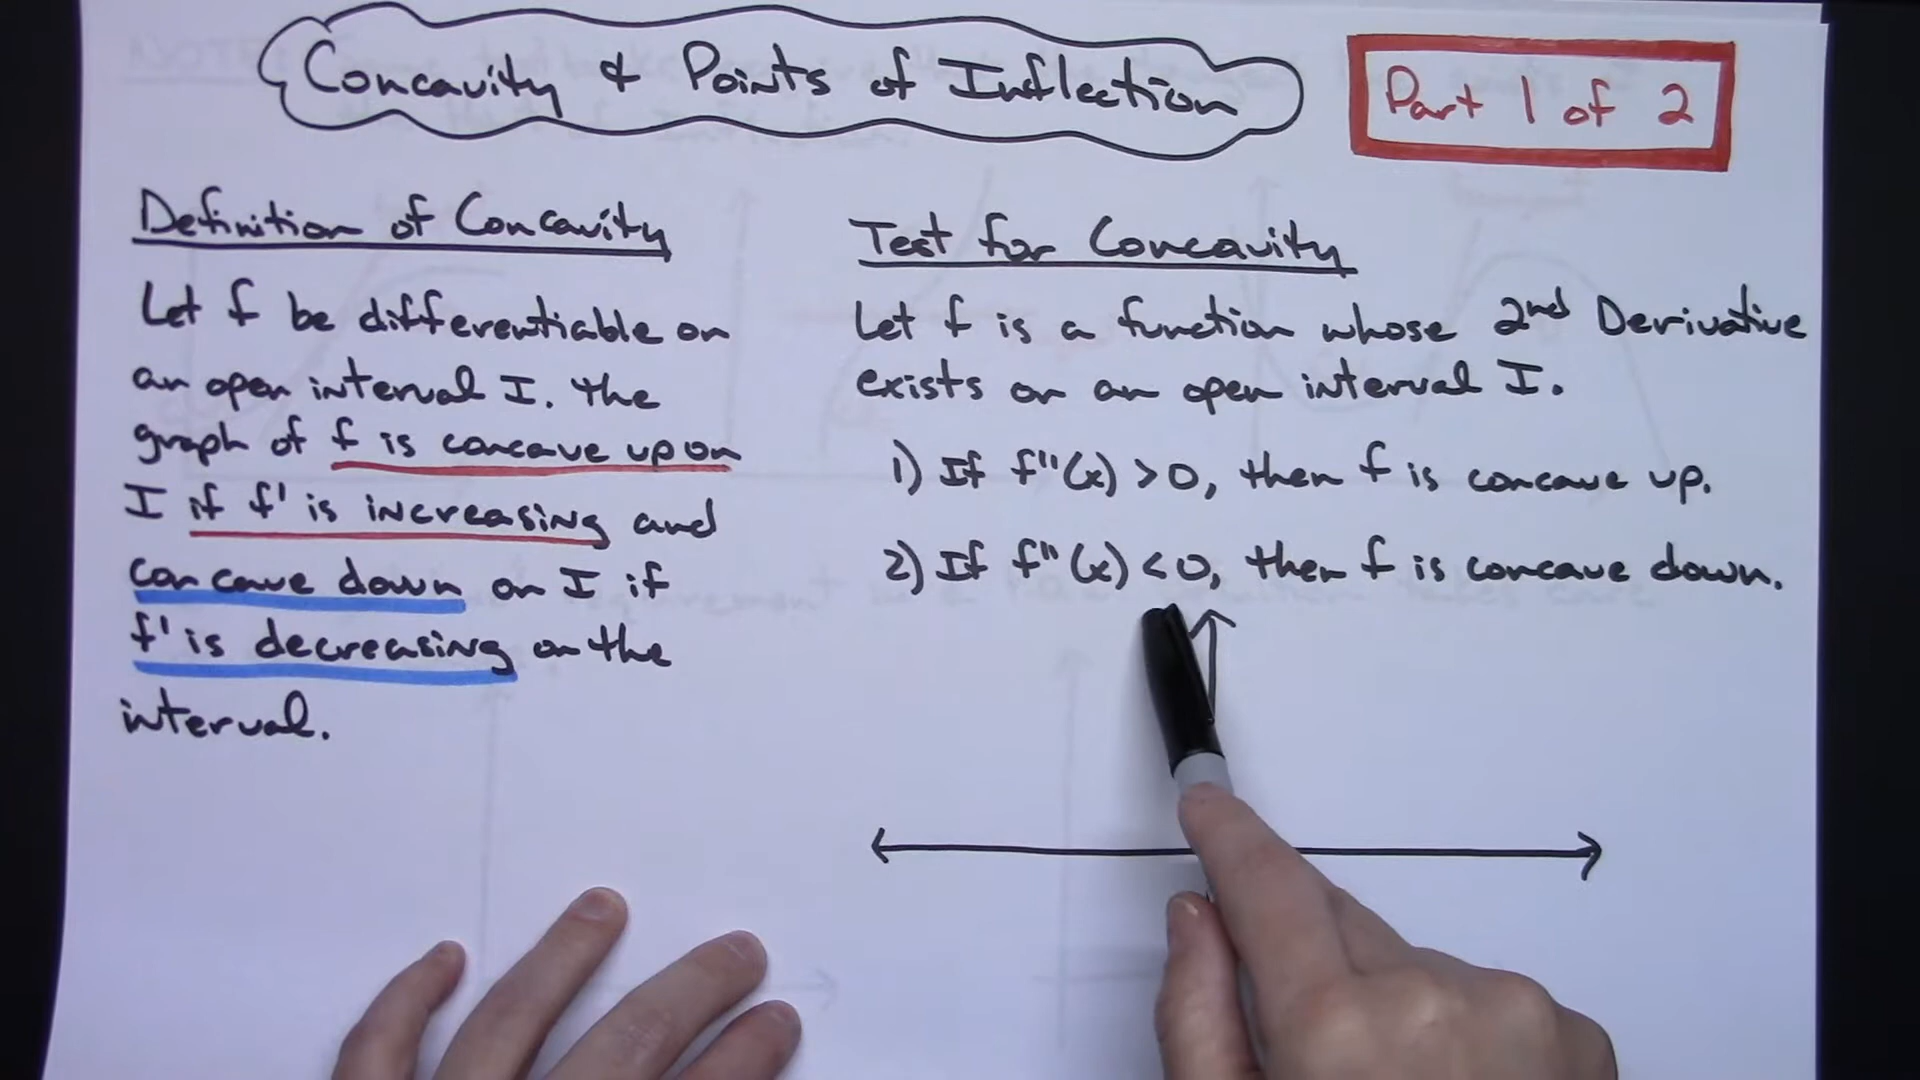 Concavity & Points of Inflection
Part 1 of 2
Definition of Concavity
Let f be differentiable on
an open interval I. The
graph of f is concave up on
I if f' is increasing and
concave down on I if
f' is decreasing on the
interval.
Test for Concavity
Let f is a function whose 2nd Derivative
exists on an open interval I.
1) If f"(x) > 0, then f is concave up.
2) If f"(x) < 0, then f is concave down.